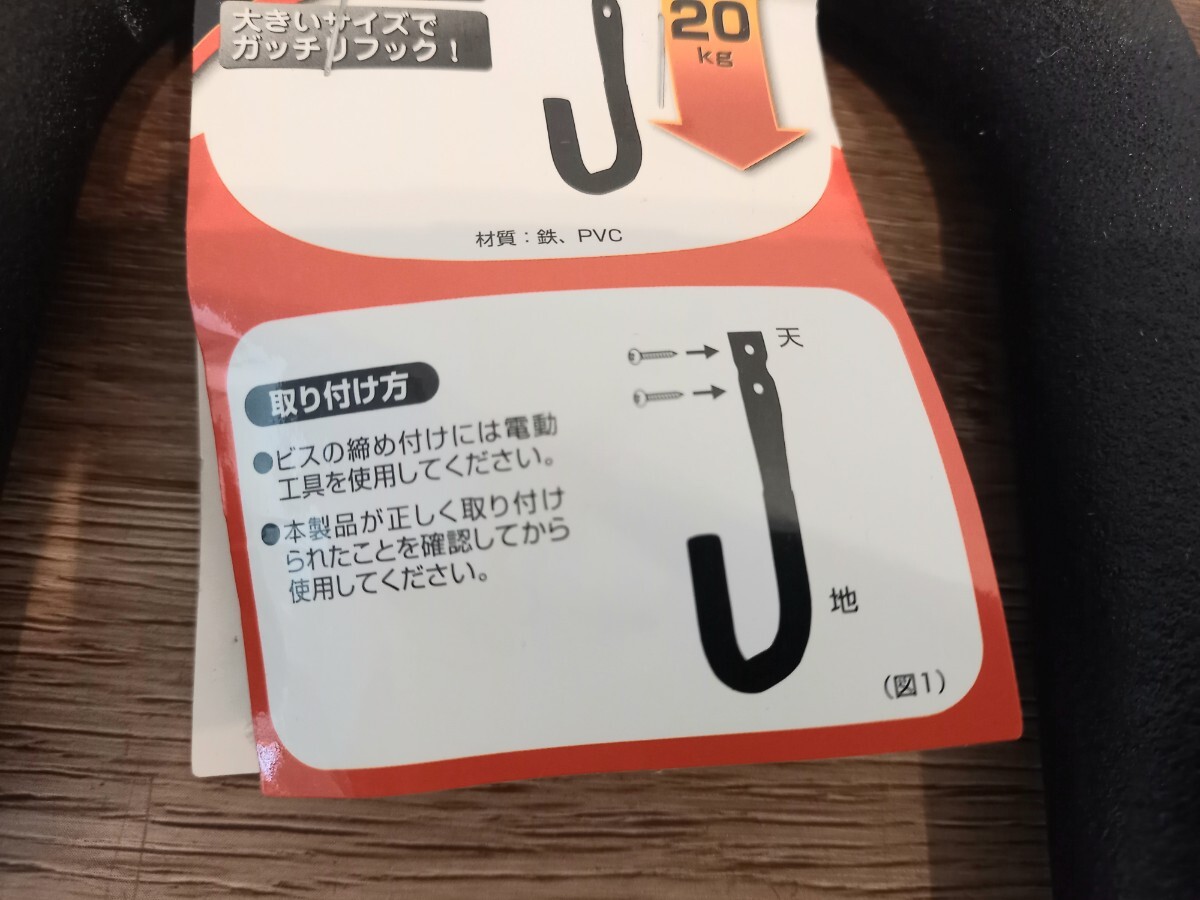 大きいサイズで
ガッチリフック!
20
kg
材質:鉄、PVC
取り付け方
●ビスの締め付けには電動
工具を使用してください。
●本製品が正しく取り付け
られたことを確認してから
使用してください。
天
地
(図1)